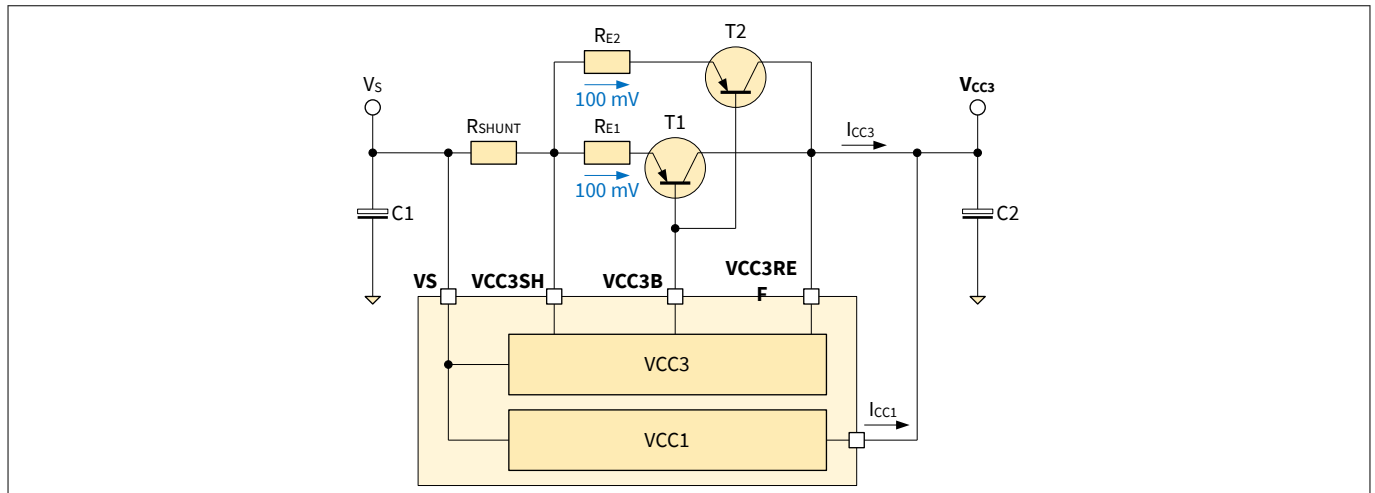 T2
RE2
100 mV
VS
VCC3
RSHUNT
RE1
T1
ICC3
100 mV
C1
C2
VS
VCC3SH
VCC3B
VCC3RE
F
VCC3
ICC1
VCC1